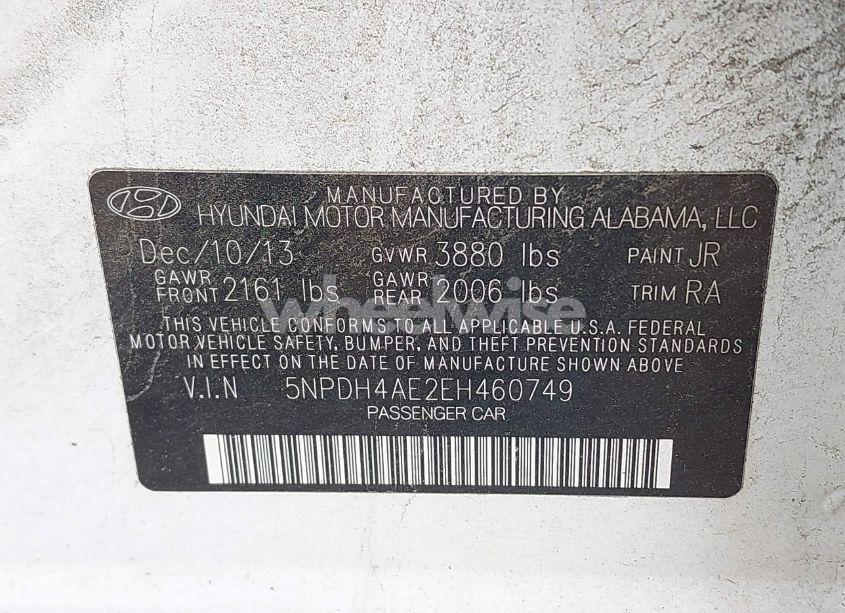 MANUFACTURED BY
HYUNDAI MOTOR MANUFACTURING ALABAMA, LLC
Dec/10/13 GVWR 3880 lbs PAINT JR
GAWR FRONT 2161 lbs GAWR REAR 2006 lbs TRIM RA
wheelwise
THIS VEHICLE CONFORMS TO ALL APPLICABLE U.S.A. FEDERAL
MOTOR VEHICLE SAFETY, BUMPER, AND THEFT PREVENTION STANDARDS
IN EFFECT ON THE DATE OF MANUFACTURE SHOWN ABOVE
V.I.N 5NPDH4AE2EH460749
PASSENGER CAR